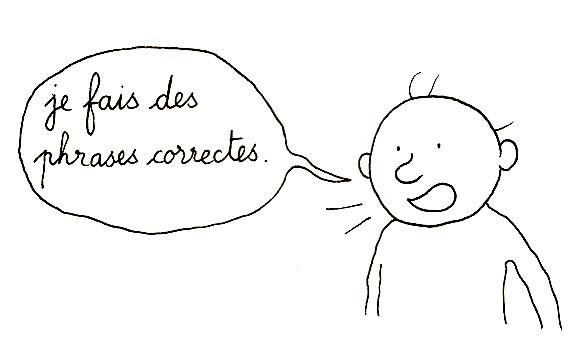 je fais des
phrases correctes.